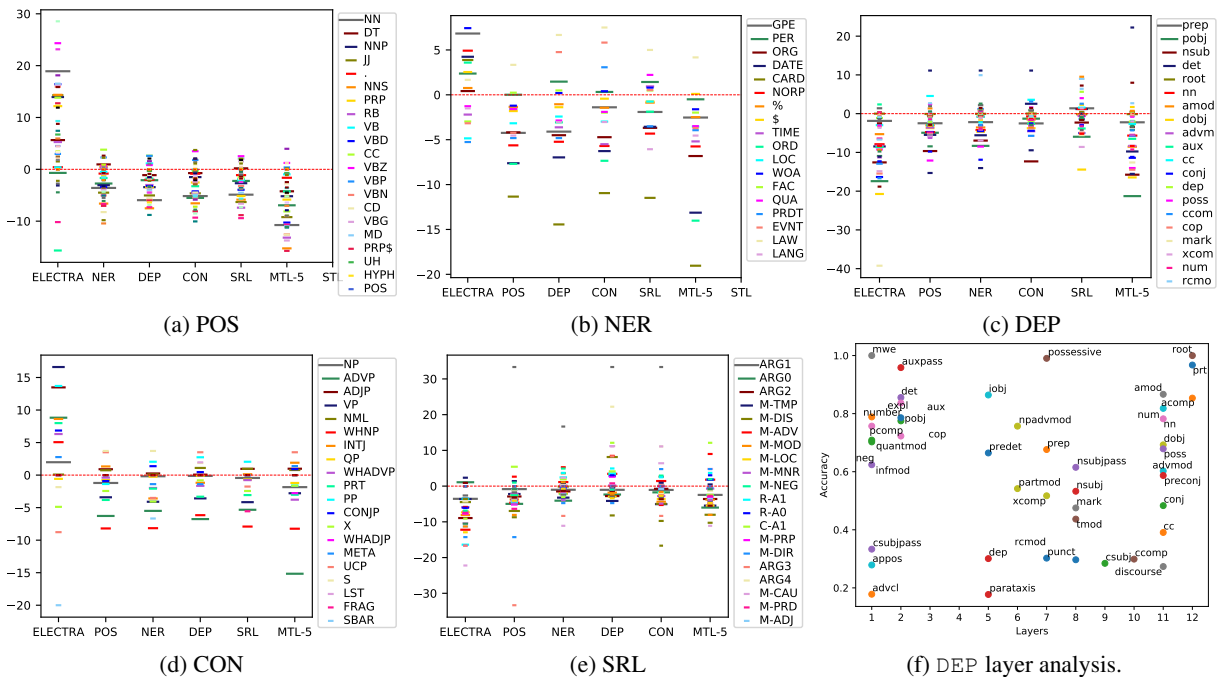 30
20
10
0
−10
ELECTRA NER DEP CON SRL MTL-5 STL
NN
DT
NNP
JJ
.
NNS
PRP
RB
VB
VBD
CC
VBZ
VBP
VBN
CD
VBG
MD
PRP$
UH
HYPH
POS
(a) POS
5
0
−5
−10
−15
−20
ELECTRA POS DEP CON SRL MTL-5 STL
GPE
PER
ORG
DATE
CARD
NORP
%
$
TIME
ORD
LOC
WOA
FAC
QUA
PRDT
EVNT
LAW
LANG
(b) NER
20
10
0
−10
−20
−30
−40
ELECTRA POS NER CON SRL MTL-5
prep
pobj
nsub
det
root
nn
amod
dobj
advm
aux
cc
conj
dep
poss
ccom
cop
mark
xcom
num
rcmo
(c) DEP
15
10
5
0
−5
−10
−15
−20
ELECTRA POS NER DEP SRL MTL-5
NP
ADVP
ADJP
VP
NML
WHNP
INTJ
QP
WHADVP
PRT
PP
CONJP
X
WHADJP
META
UCP
S
LST
FRAG
SBAR
(d) CON
30
20
10
0
−10
−20
−30
ELECTRA POS NER DEP CON MTL-5
ARG1
ARG0
ARG2
M-TMP
M-DIS
M-ADV
M-MOD
M-LOC
M-MNR
M-NEG
R-A1
R-A0
C-A1
M-PRP
M-DIR
ARG3
ARG4
M-CAU
M-PRD
M-ADJ
(e) SRL
Accuracy
1.0
0.8
0.6
0.4
0.2
mwe
auxpass
possessive
root
prt
det
expl
iobj
amod
acomp
number
aux
pobj
num
pcomp
cop
npadvmod
nn
quantmod
predet
prep
dobj
poss
neg
infmod
nsubjpass
advmod
preconj
partmod
xcomp
nsubj
mark
tmod
conj
cc
csubjpass
appos
dep
rcmod
punct
csubj
ccomp
discourse
advcl
parataxis
1 2 3 4 5 6 7 8 9 10 11 12
Layers
(f) DEP layer analysis.